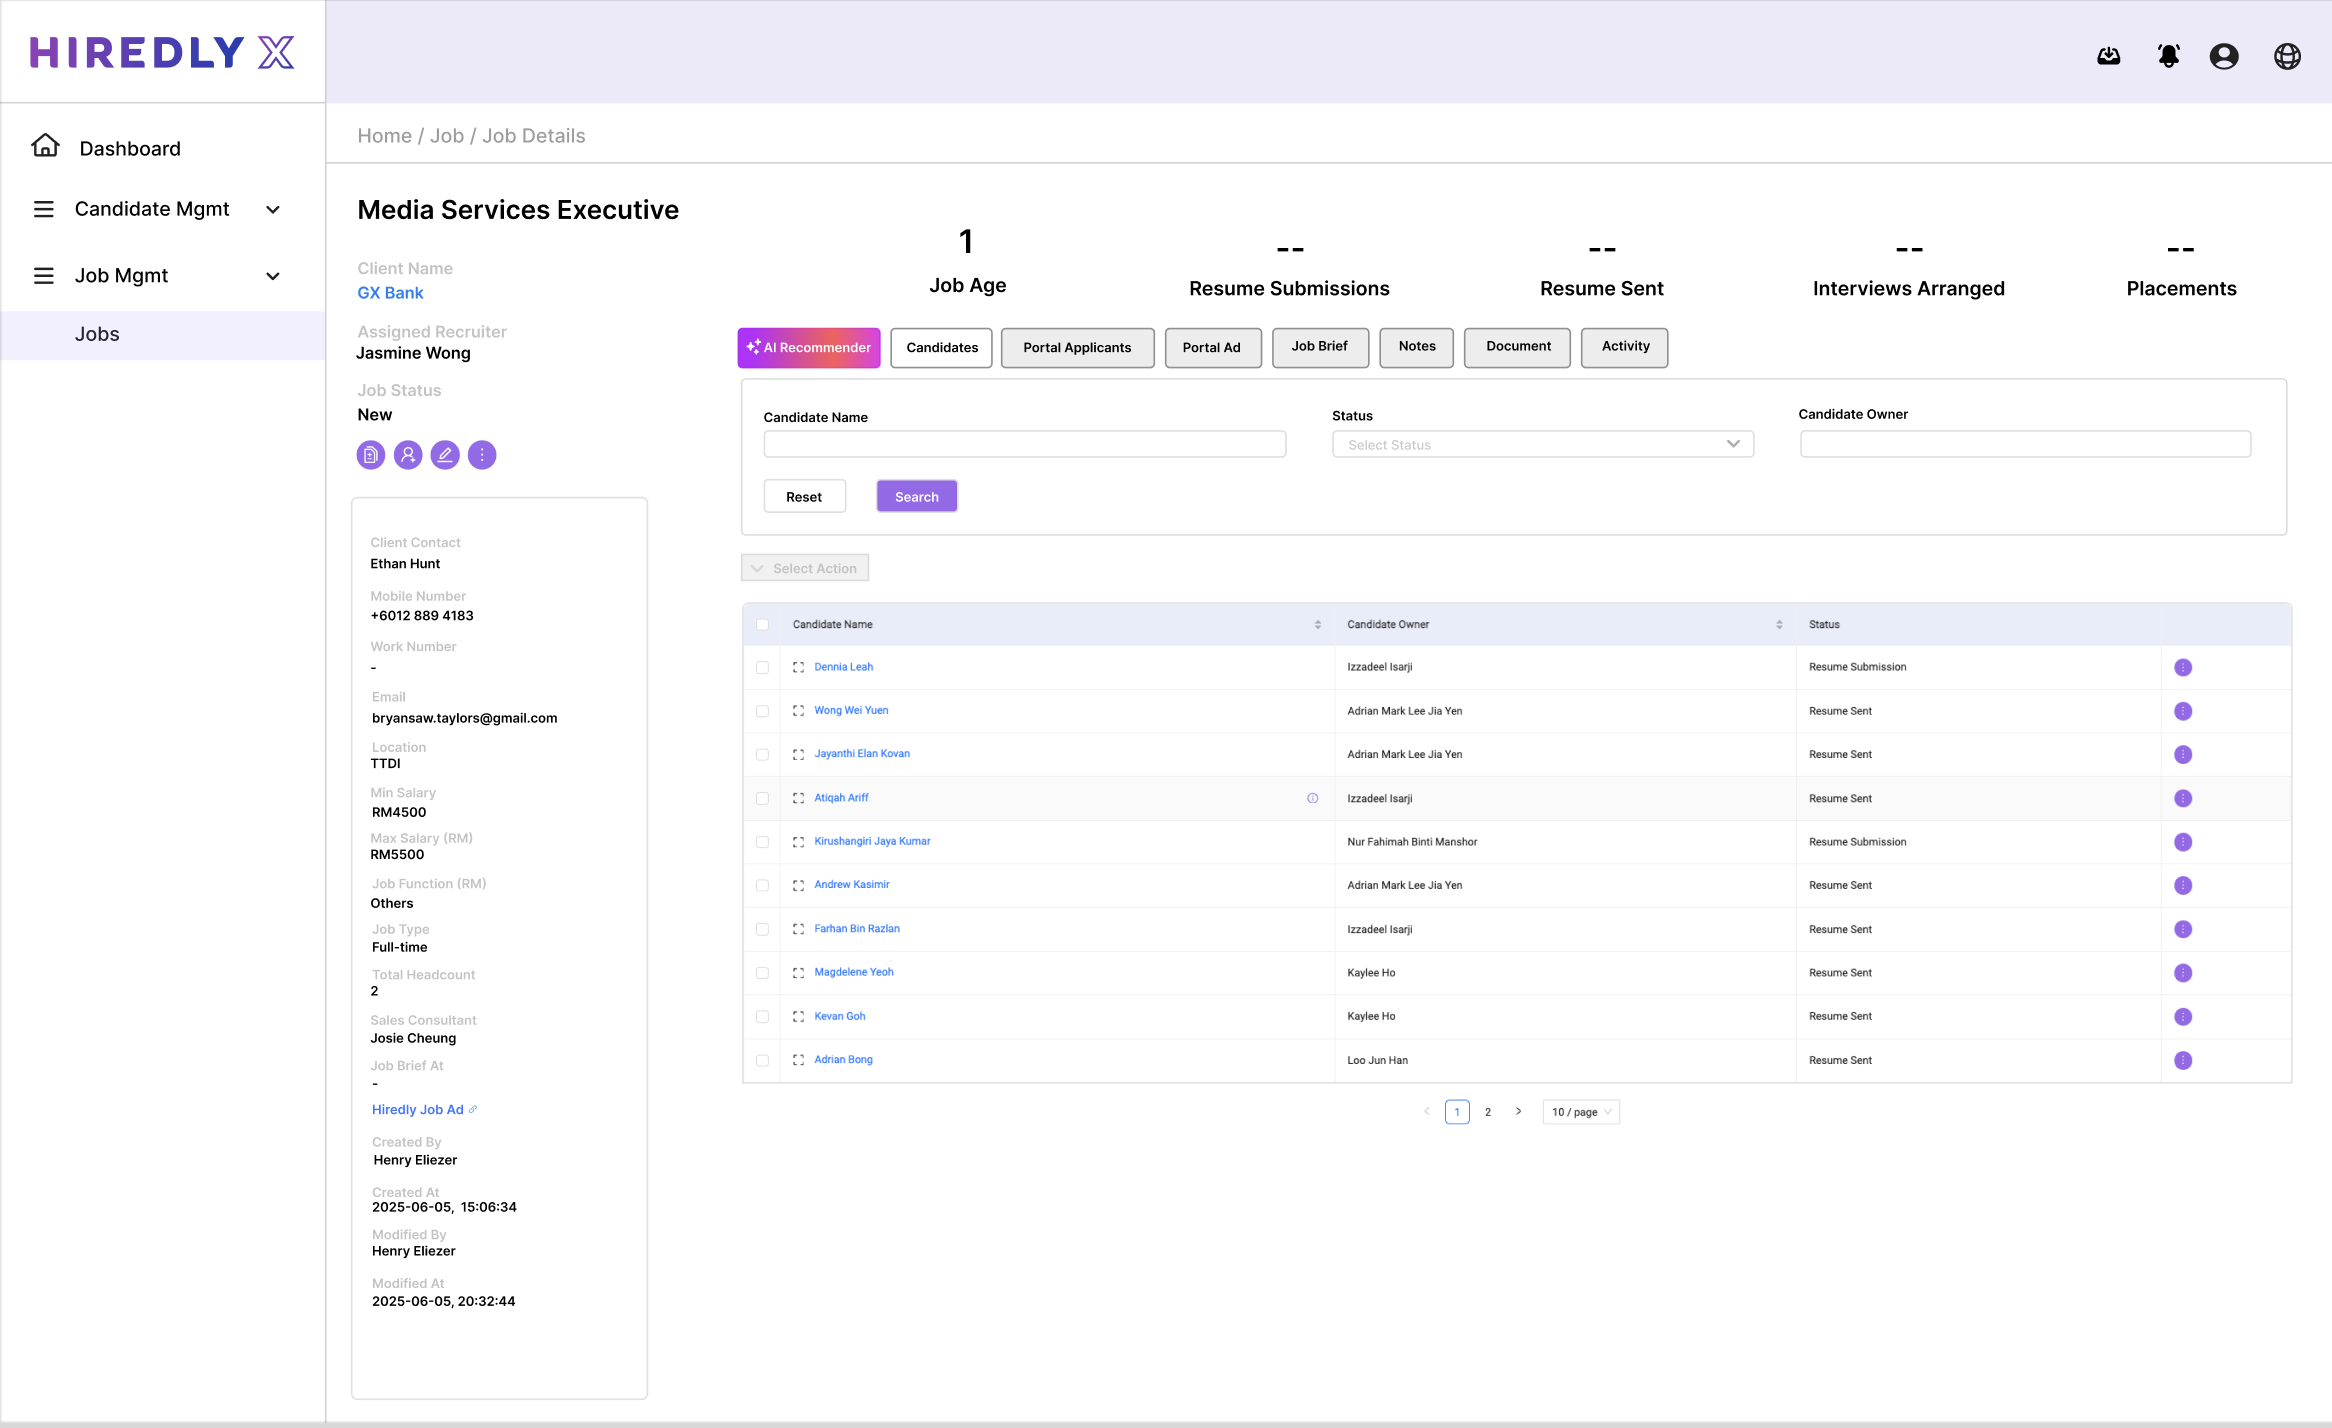 HIREDLY X
Dashboard
Candidate Mgmt
Job Mgmt
Jobs
Home / Job / Job Details
Media Services Executive
Client Name
GX Bank
Assigned Recruiter
Jasmine Wong
Job Status
New
1
Job Age
--
Resume Submissions
--
Resume Sent
--
Interviews Arranged
--
Placements
AI Recommender
Candidates
Portal Applicants
Portal Ad
Job Brief
Notes
Document
Activity
Candidate Name
Status
Select Status
Candidate Owner
Reset
Search
Select Action
Client Contact
Ethan Hunt
Mobile Number
+6012 889 4183
Work Number
-
Email
bryansaw.taylors@gmail.com
Location
TTDI
Min Salary
RM4500
Max Salary (RM)
RM5500
Job Function (RM)
Others
Job Type
Full-time
Total Headcount
2
Sales Consultant
Josie Cheung
Job Brief At
-
Hiredly Job Ad
Created By
Henry Eliezer
Created At
2025-06-05, 15:06:34
Modified By
Henry Eliezer
Modified At
2025-06-05, 20:32:44
Candidate Name Candidate Owner Status
Dennia Leah Izzadeel Isarji Resume Submission
Wong Wei Yuen Adrian Mark Lee Jia Yen Resume Sent
Jayanthi Elan Kovan Adrian Mark Lee Jia Yen Resume Sent
Atiqah Ariff Izzadeel Isarji Resume Sent
Kirushangiri Jaya Kumar Nur Fahimah Binti Manshor Resume Submission
Andrew Kasimir Adrian Mark Lee Jia Yen Resume Sent
Farhan Bin Razlan Izzadeel Isarji Resume Sent
Magdelene Yeoh Kaylee Ho Resume Sent
Kevan Goh Kaylee Ho Resume Sent
Adrian Bong Loo Jun Han Resume Sent
< 1 2 > 10 / page